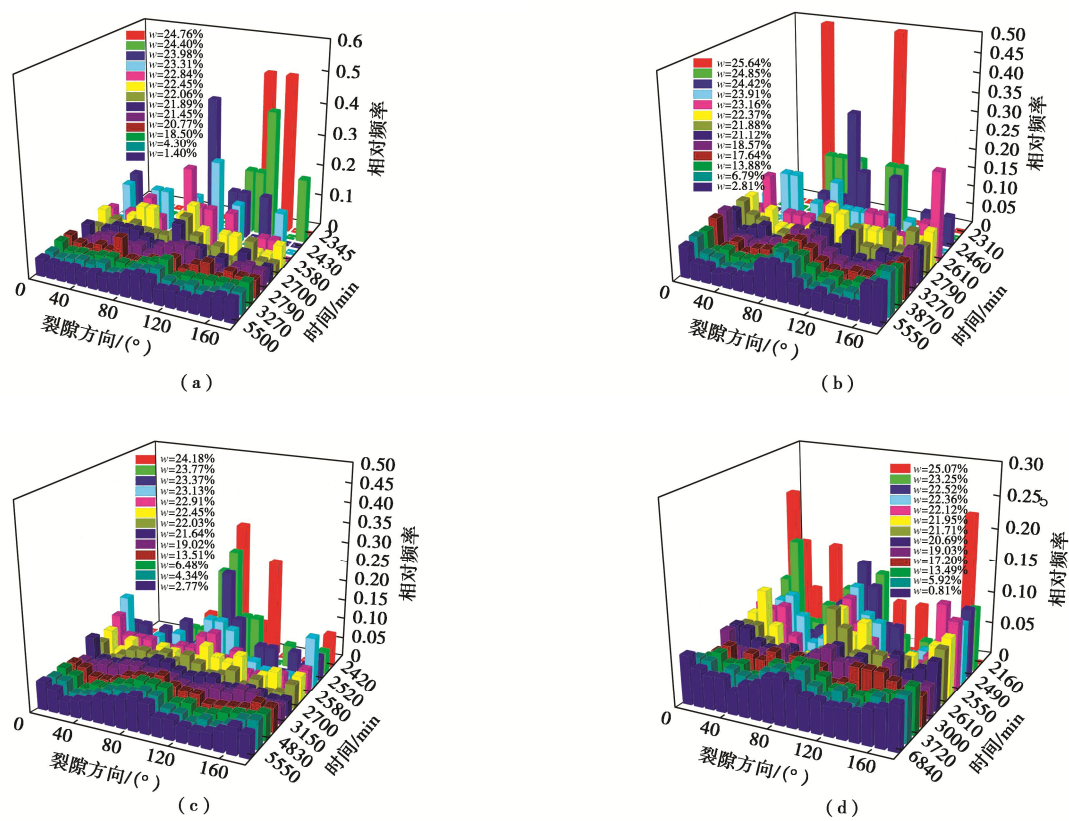 w=24.76%
w=24.40%
w=23.98%
w=23.31%
w=22.84%
w=22.45%
w=22.06%
w=21.89%
w=21.45%
w=20.77%
w=18.50%
w=4.30%
w=1.40%
0.6
0.5
0.4
0.3
0.2
0.1
0
相对频率
2345
2430
2580
2700
2790
3270
5500
时间/min
0
40
80
120
160
裂隙方向/(°)
(a)
w=25.64%
w=24.85%
w=24.42%
w=23.91%
w=23.16%
w=22.37%
w=21.88%
w=21.12%
w=18.57%
w=17.64%
w=13.88%
w=6.79%
w=2.81%
0.50
0.45
0.40
0.35
0.30
0.25
0.20
0.15
0.10
0.05
0
相对频率
2310
2460
2610
2790
3270
3870
5550
时间/min
0
40
80
120
160
裂隙方向/(°)
(b)
w=24.18%
w=23.77%
w=23.37%
w=23.13%
w=22.91%
w=22.45%
w=22.03%
w=21.64%
w=19.02%
w=13.51%
w=6.48%
w=4.34%
w=2.77%
0.50
0.45
0.40
0.35
0.30
0.20
0.15
0.10
0.05
0
相对频率
2420
2520
2580
2700
3150
4830
5550
时间/min
0
40
80
120
160
裂隙方向/(°)
(c)
w=25.07%
w=23.25%
w=22.52%
w=22.36%
w=22.12%
w=21.95%
w=21.71%
w=20.69%
w=19.03%
w=17.20%
w=13.49%
w=5.92%
w=0.81%
0.30
0.25
0.20
0.15
0.10
0.05
0
相对频率
2160
2490
2550
2610
3000
3720
6840
时间/min
0
40
80
120
160
裂隙方向/(°)
(d)